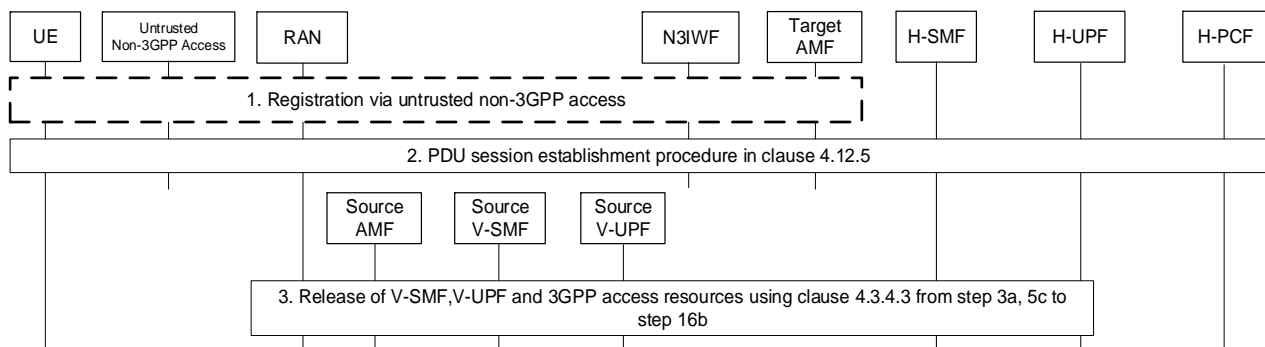 UE
Untrusted
Non-3GPP Access
RAN
N3IWF
Target
AMF
H-SMF
H-UPF
H-PCF
1. Registration via untrusted non-3GPP access
2. PDU session establishment procedure in clause 4.12.5
Source
AMF
Source
V-SMF
Source
V-UPF
3. Release of V-SMF,V-UPF and 3GPP access resources using clause 4.3.4.3 from step 3a, 5c to
step 16b